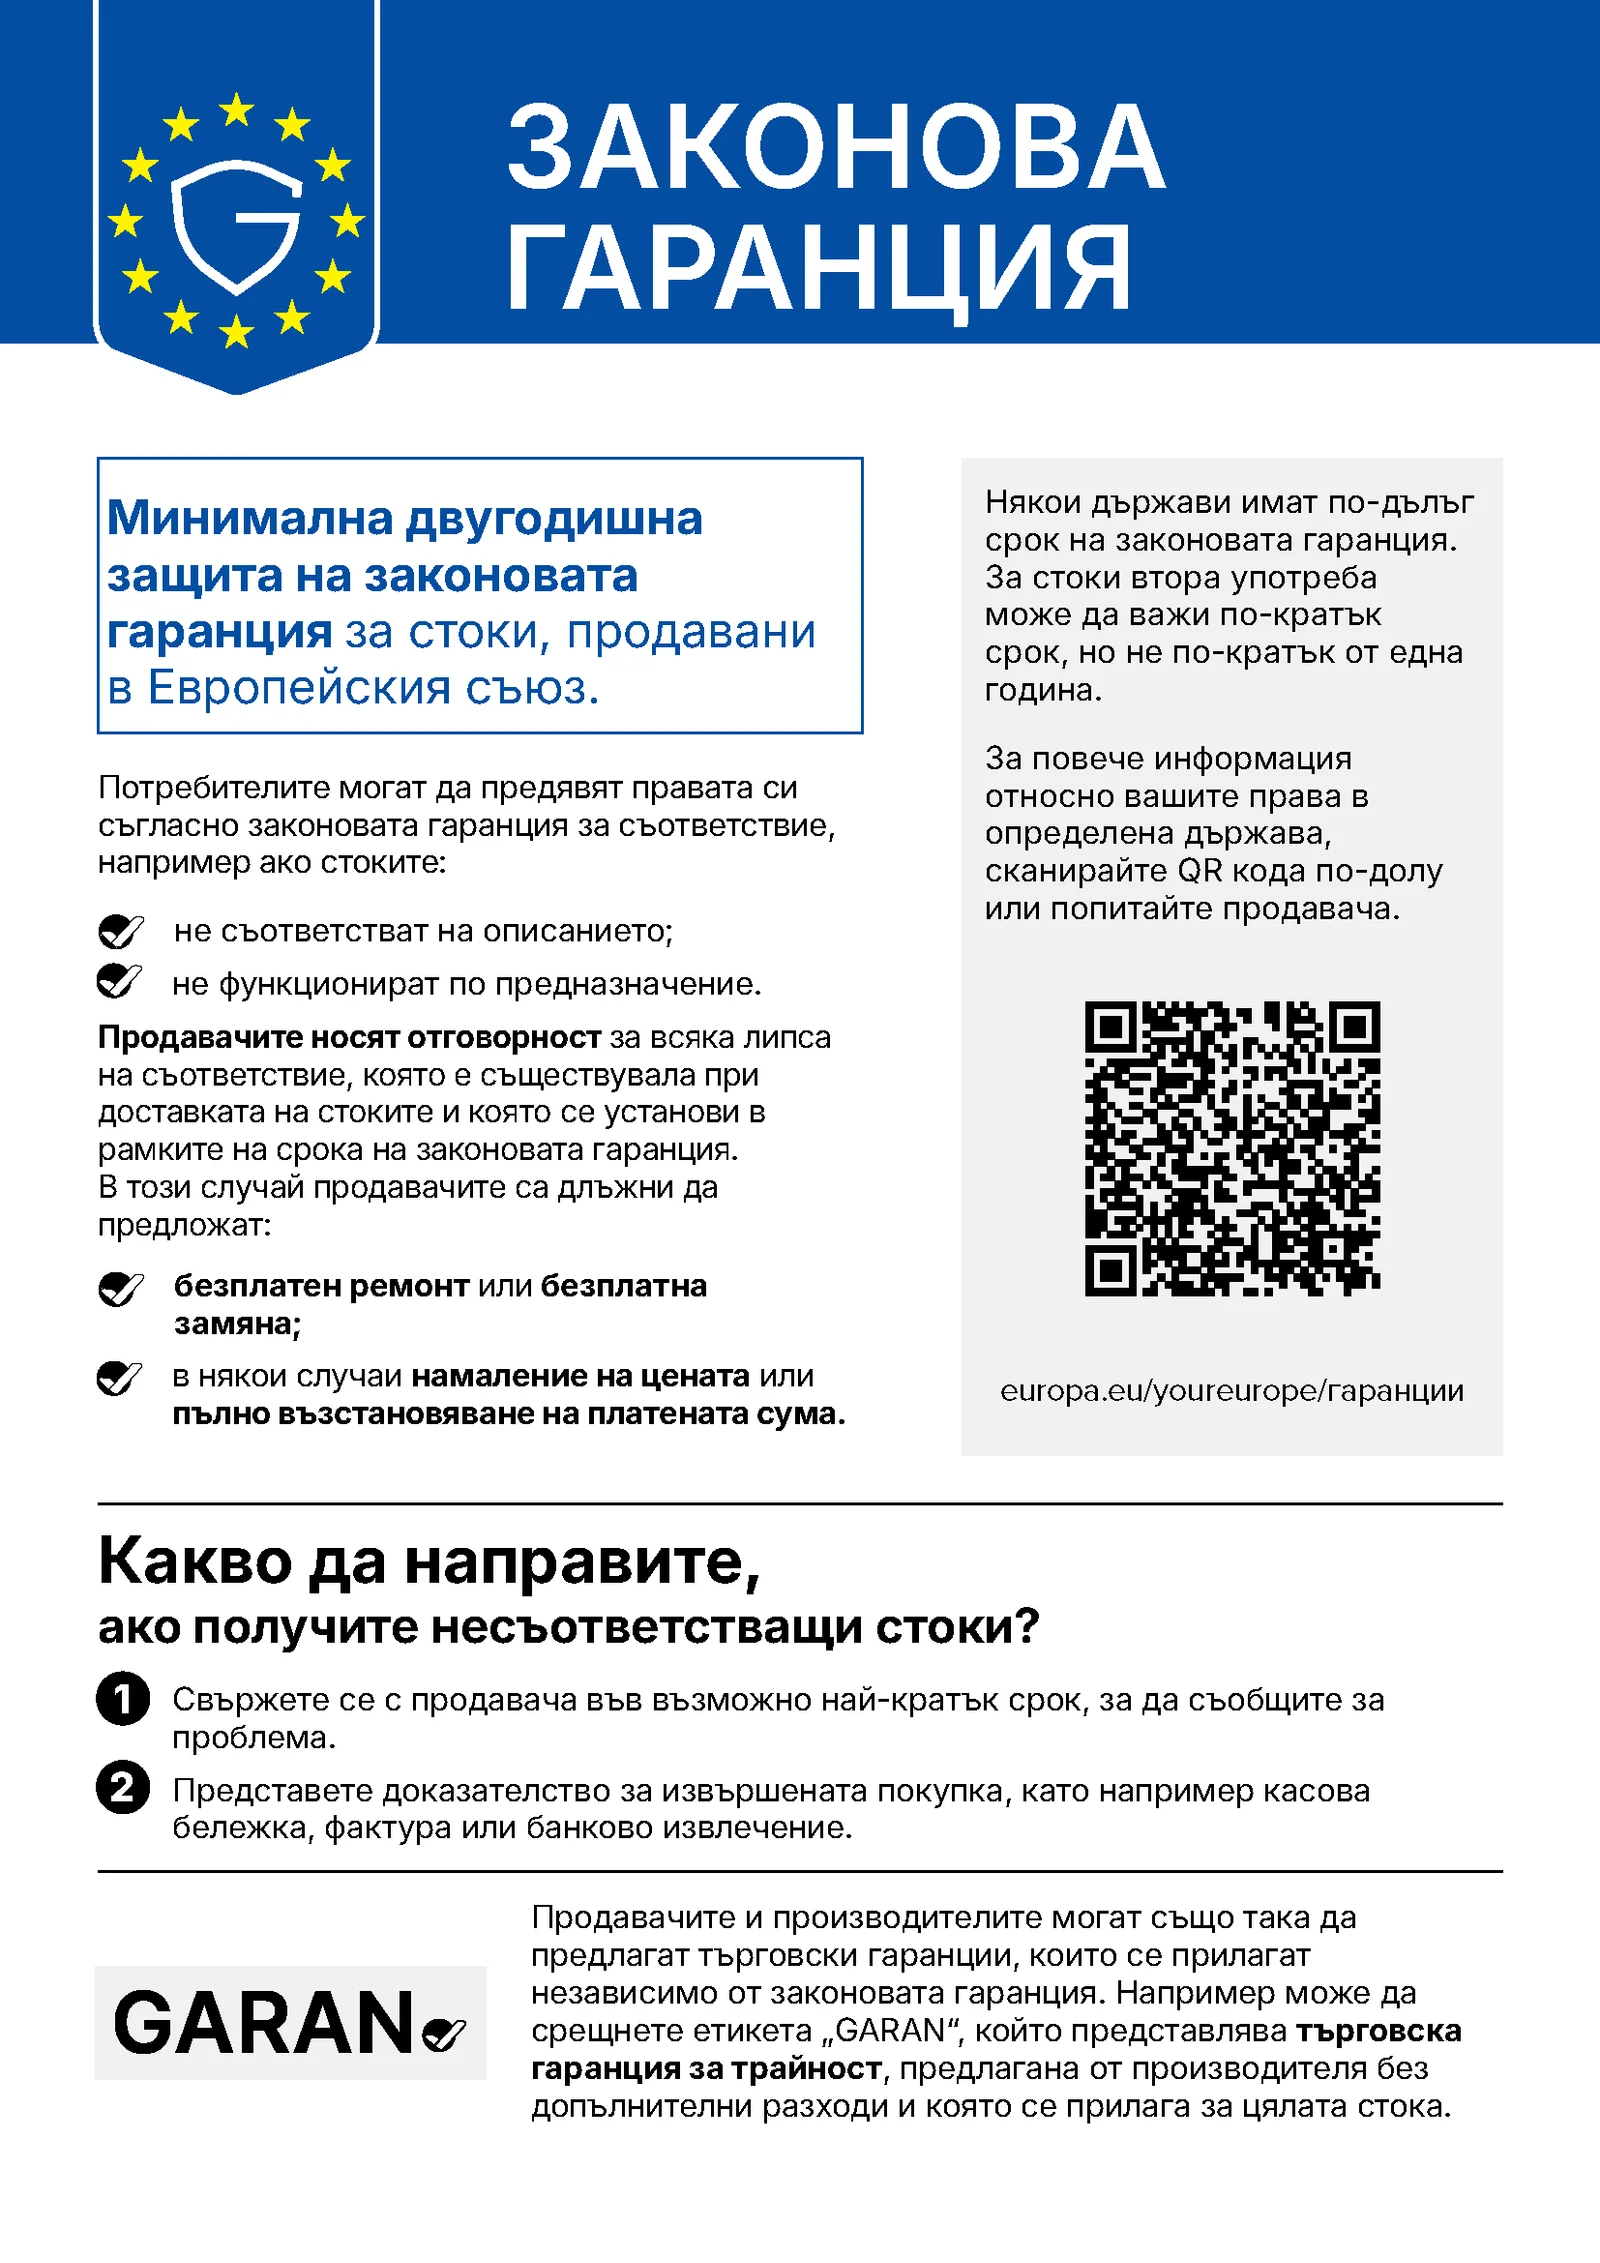 ЗАКОНОВА
ГАРАНЦИЯ
Минимална двугодишна
защита на законовата
гаранция за стоки, продавани
в Европейския съюз.
Потребителите могат да предявят правата си
съгласно законовата гаранция за съответствие,
например ако стоките:
не съответстват на описанието;
не функционират по предназначение.
Продавачите носят отговорност за всяка липса
на съответствие, която е съществувала при
доставката на стоките и която се установи в
рамките на срока на законовата гаранция.
В този случай продавачите са длъжни да
предложат:
безплатен ремонт или безплатна
замяна;
в някои случаи намаление на цената или
пълно възстановяване на платената сума.
Някои държави имат по-дълъг
срок на законовата гаранция.
За стоки втора употреба
може да важи по-кратък
срок, но не по-кратък от една
година.
За повече информация
относно вашите права в
определена държава,
сканирайте QR кода по-долу
или попитайте продавача.
europa.eu/youreurope/гаранции
Какво да направите,
ако получите несъответстващи стоки?
1 Свържете се с продавача във възможно най-кратък срок, за да съобщите за
проблема.
2 Представете доказателство за извършената покупка, като например касова
бележка, фактура или банково извлечение.
GARAN
Продавачите и производителите могат също така да
предлагат търговски гаранции, които се прилагат
независимо от законовата гаранция. Например може да
срещнете етикета „GARAN“, който представлява търговска
гаранция за трайност, предлагана от производителя без
допълнителни разходи и която се прилага за цялата стока.